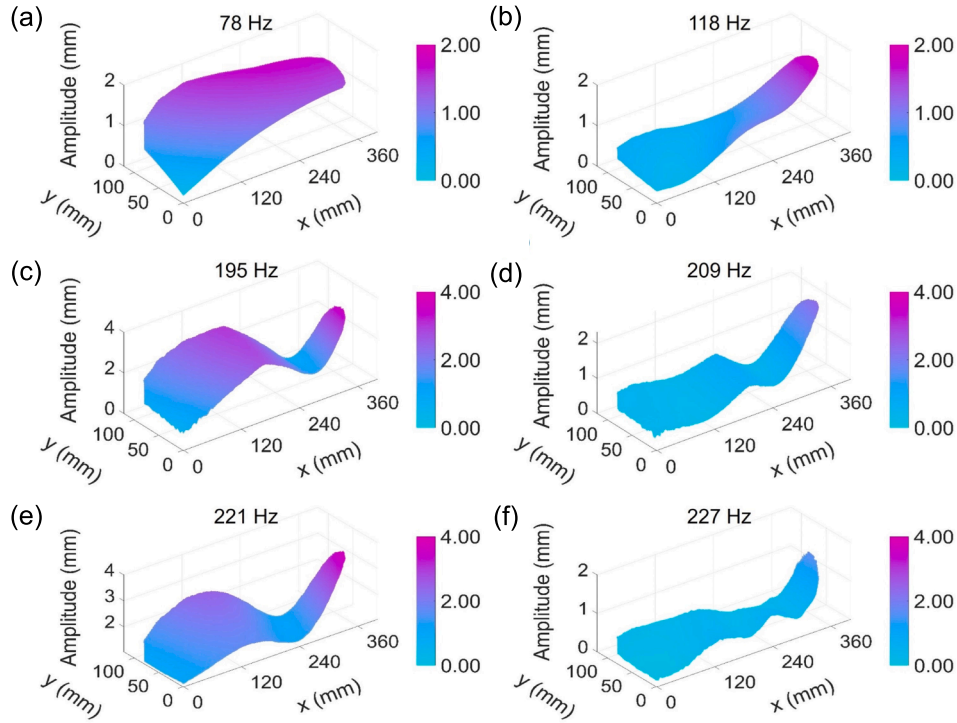 (a)
78 Hz
Amplitude (mm)
2
1
0
y (mm)
100
50
0
0
120
240
360
x (mm)
2.00
1.00
0.00
(b)
118 Hz
Amplitude (mm)
2
1
0
y (mm)
100
50
0
0
120
240
360
x (mm)
2.00
1.00
0.00
(c)
195 Hz
Amplitude (mm)
4
2
0
y (mm)
100
50
0
0
120
240
360
x (mm)
4.00
2.00
0.00
(d)
209 Hz
Amplitude (mm)
2
1
0
y (mm)
100
50
0
0
120
240
360
x (mm)
4.00
2.00
0.00
(e)
221 Hz
Amplitude (mm)
4
3
2
y (mm)
100
50
0
0
120
240
360
x (mm)
4.00
2.00
0.00
(f)
227 Hz
Amplitude (mm)
2
1
0
y (mm)
100
50
0
0
120
240
360
x (mm)
4.00
2.00
0.00